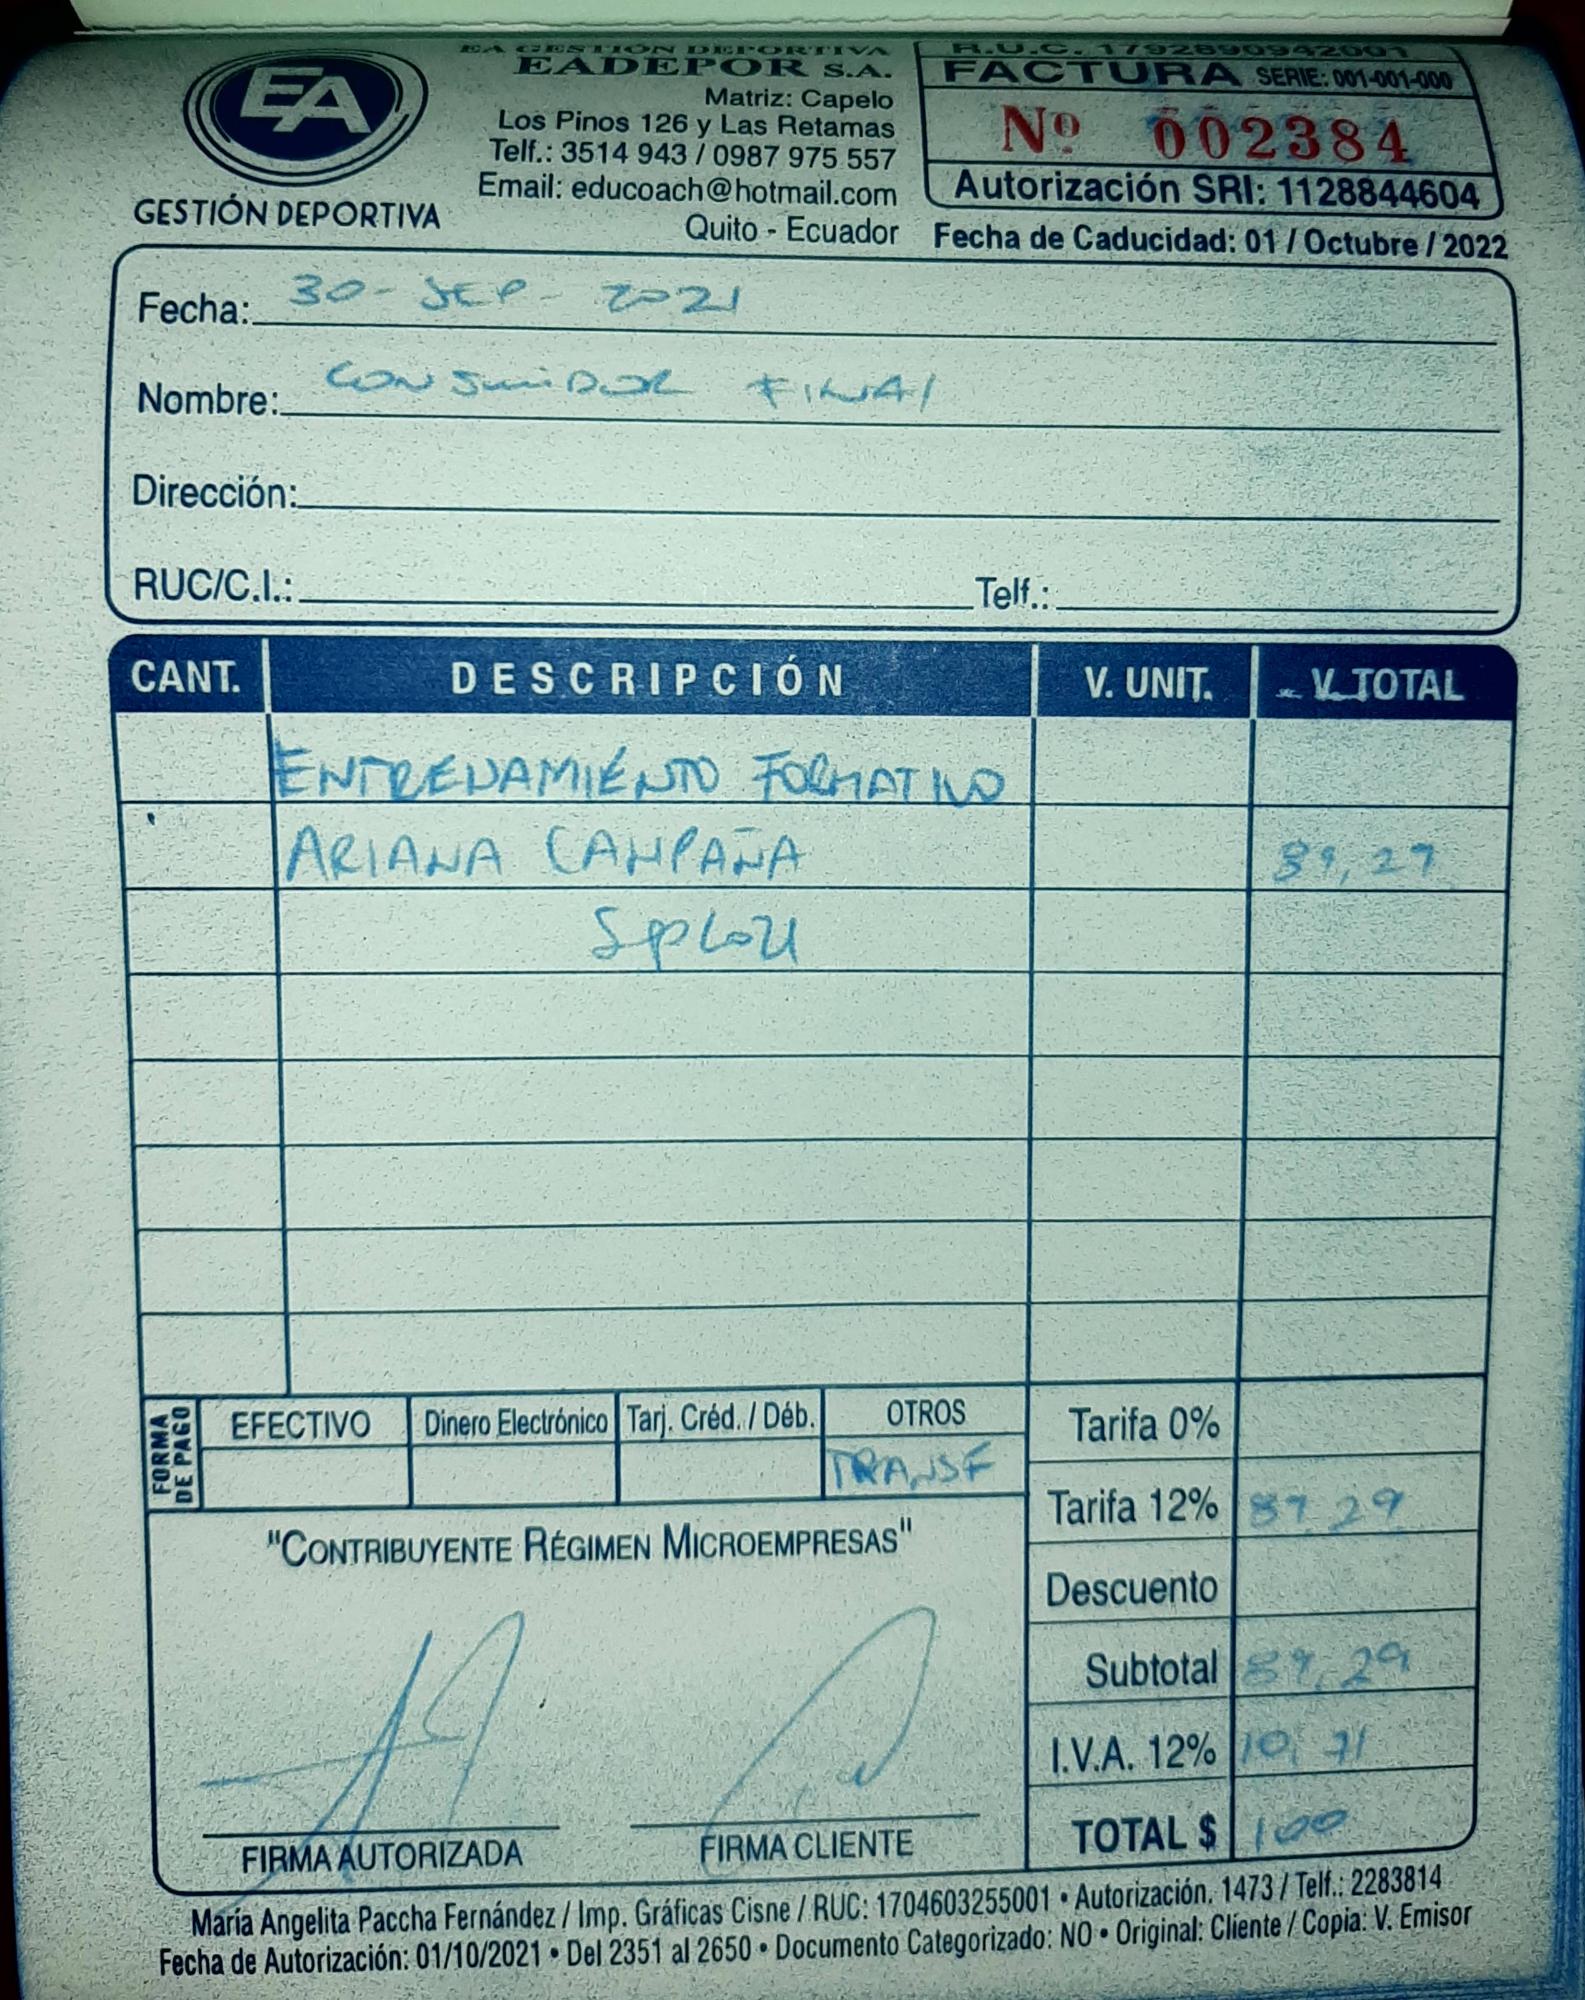 EA
GESTIÓN DEPORTIVA
EA GESTIÓN DEPORTIVA
EADEPOR S.A.
Matriz: Capelo
Los Pinos 126 y Las Retamas
Telf.: 3514 943 / 0987 975 557
Email: educoach@hotmail.com
Quito - Ecuador
R.U.C. 1792890942001
FACTURA SERIE: 001-001-000
Nº 002384
Autorización SRI: 1128844604
Fecha de Caducidad: 01 / Octubre / 2022
Fecha: 30-SEP-2021
Nombre: CONSUMIDOR FINAL
Dirección:
RUC/C.I.: Telf.:
CANT. DESCRIPCIÓN V. UNIT. V. TOTAL
ENTRENAMIENTO FORMATIVO
ARIANA CAMPAÑA 89,29
FORMA DE PAGO
EFECTIVO Dinero Electrónico Tarj. Créd. / Déb. OTROS
TRANSF
Tarifa 0%
Tarifa 12% 89.29
Descuento
Subtotal 89,29
I.V.A. 12% 10,71
TOTAL $ 100
"CONTRIBUYENTE RÉGIMEN MICROEMPRESAS"
FIRMA AUTORIZADA FIRMA CLIENTE
María Angelita Paccha Fernández / Imp. Gráficas Cisne / RUC: 1704603255001 • Autorización. 1473 / Telf.: 2283814
Fecha de Autorización: 01/10/2021 • Del 2351 al 2650 • Documento Categorizado: NO • Original: Cliente / Copia: V. Emisor